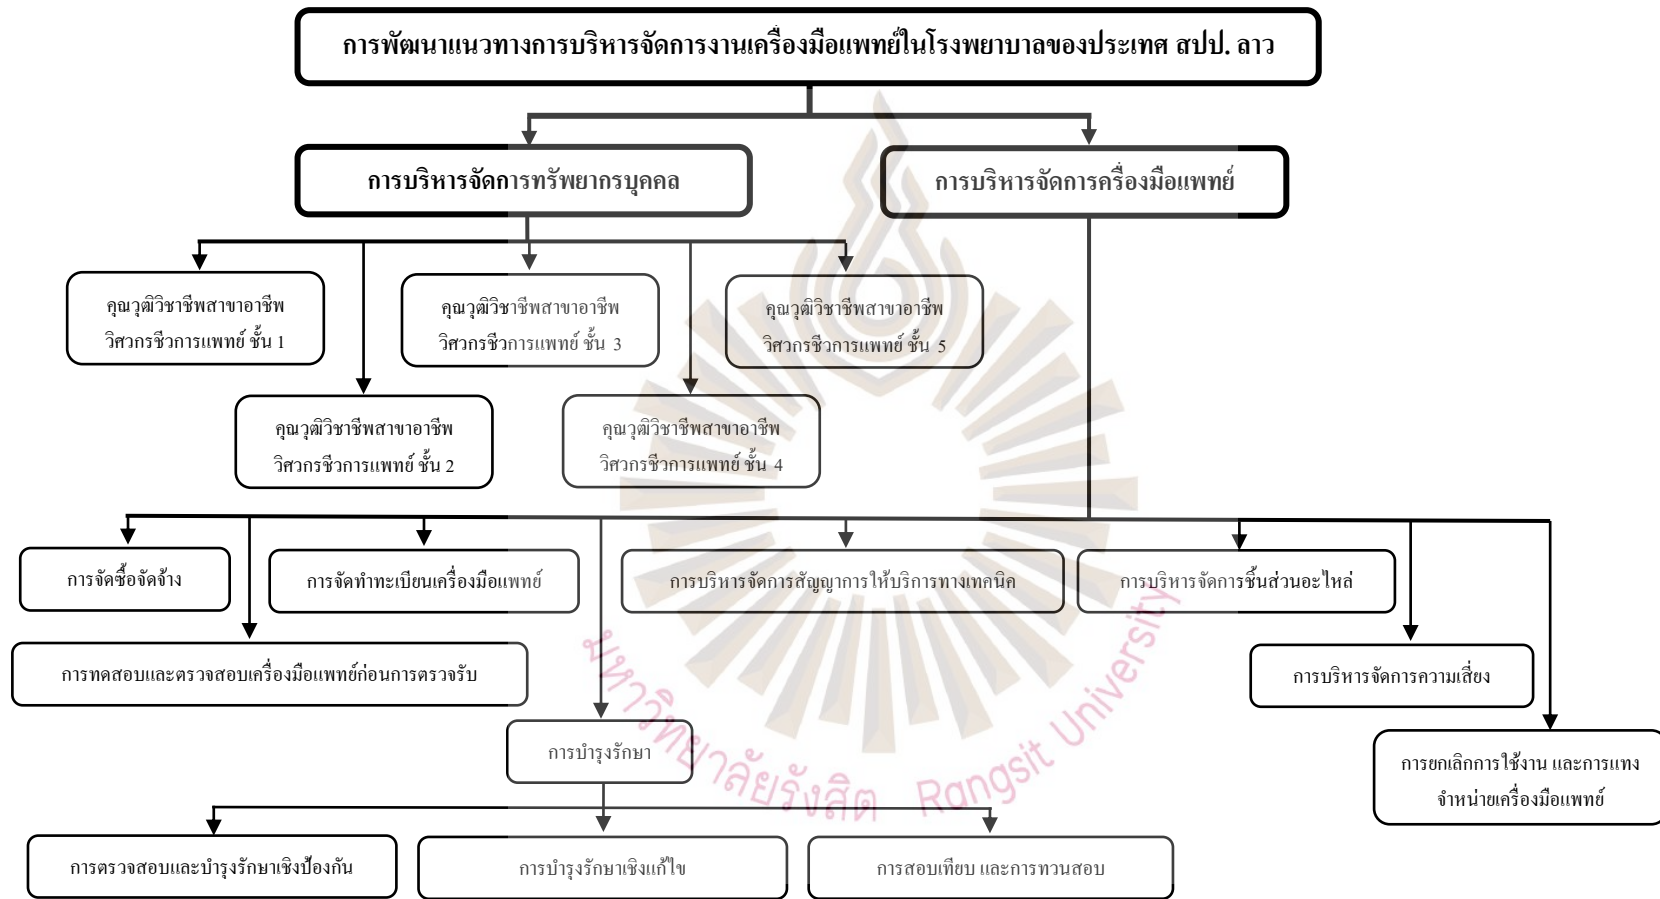 การพัฒนาแนวทางการบริหารจัดการงานเครื่องมือแพทย์ในโรงพยาบาลของประเทศ สปป. ลาว
การบริหารจัดการทรัพยากรบุคคล
การบริหารจัดการครื่องมือแพทย์
คุณวุฒิวิชาชีพสาขาอาชีพ
วิศวกรชีวการแพทย์ ชั้น 1
คุณวุฒิวิชาชีพสาขาอาชีพ
วิศวกรชีวการแพทย์ ชั้น 3
คุณวุฒิวิชาชีพสาขาอาชีพ
วิศวกรชีวการแพทย์ ชั้น 5
คุณวุฒิวิชาชีพสาขาอาชีพ
วิศวกรชีวการแพทย์ ชั้น 2
คุณวุฒิวิชาชีพสาขาอาชีพ
วิศวกรชีวการแพทย์ ชั้น 4
การจัดซื้อจัดจ้าง
การจัดทำทะเบียนเครื่องมือแพทย์
การบริหารจัดการสัญญาการให้บริการทางเทคนิค
การบริหารจัดการชิ้นส่วนอะไหล่
การทดสอบและตรวจสอบเครื่องมือแพทย์ก่อนการตรวจรับ
การบริหารจัดการความเสี่ยง
การบำรุงรักษา
การยกเลิกการใช้งาน และการแทง
จำหน่ายเครื่องมือแพทย์
การตรวจสอบและบำรุงรักษาเชิงป้องกัน
การบำรุงรักษาเชิงแก้ไข
การสอบเทียบ และการทวนสอบ
มหาวิทยาลัยรังสิต Rangsit University